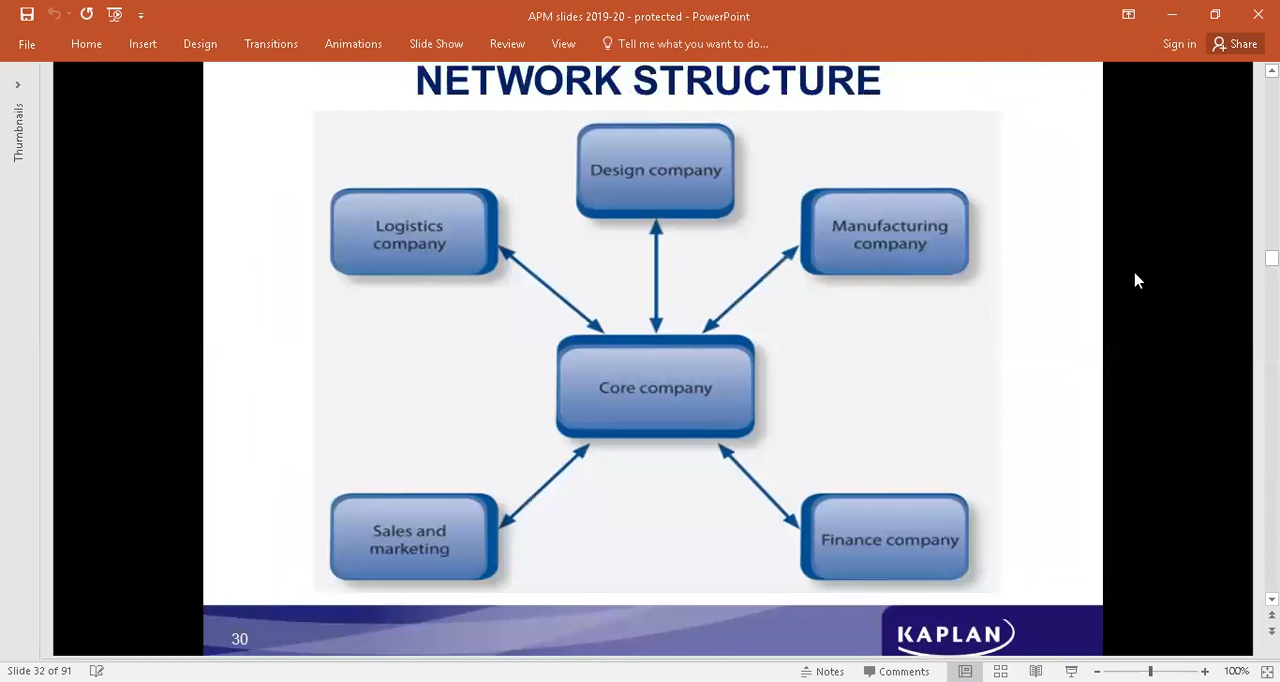 APM slides 2019-20 - protected - PowerPoint
File Home Insert Design Transitions Animations Slide Show Review View Tell me what you want to do... Sign in Share
Thumbnails
NETWORK STRUCTURE
Design company
Logistics
company
Manufacturing
company
Core company
Sales and
marketing
Finance company
30
KAPLAN
Slide 32 of 91 Notes Comments 100%